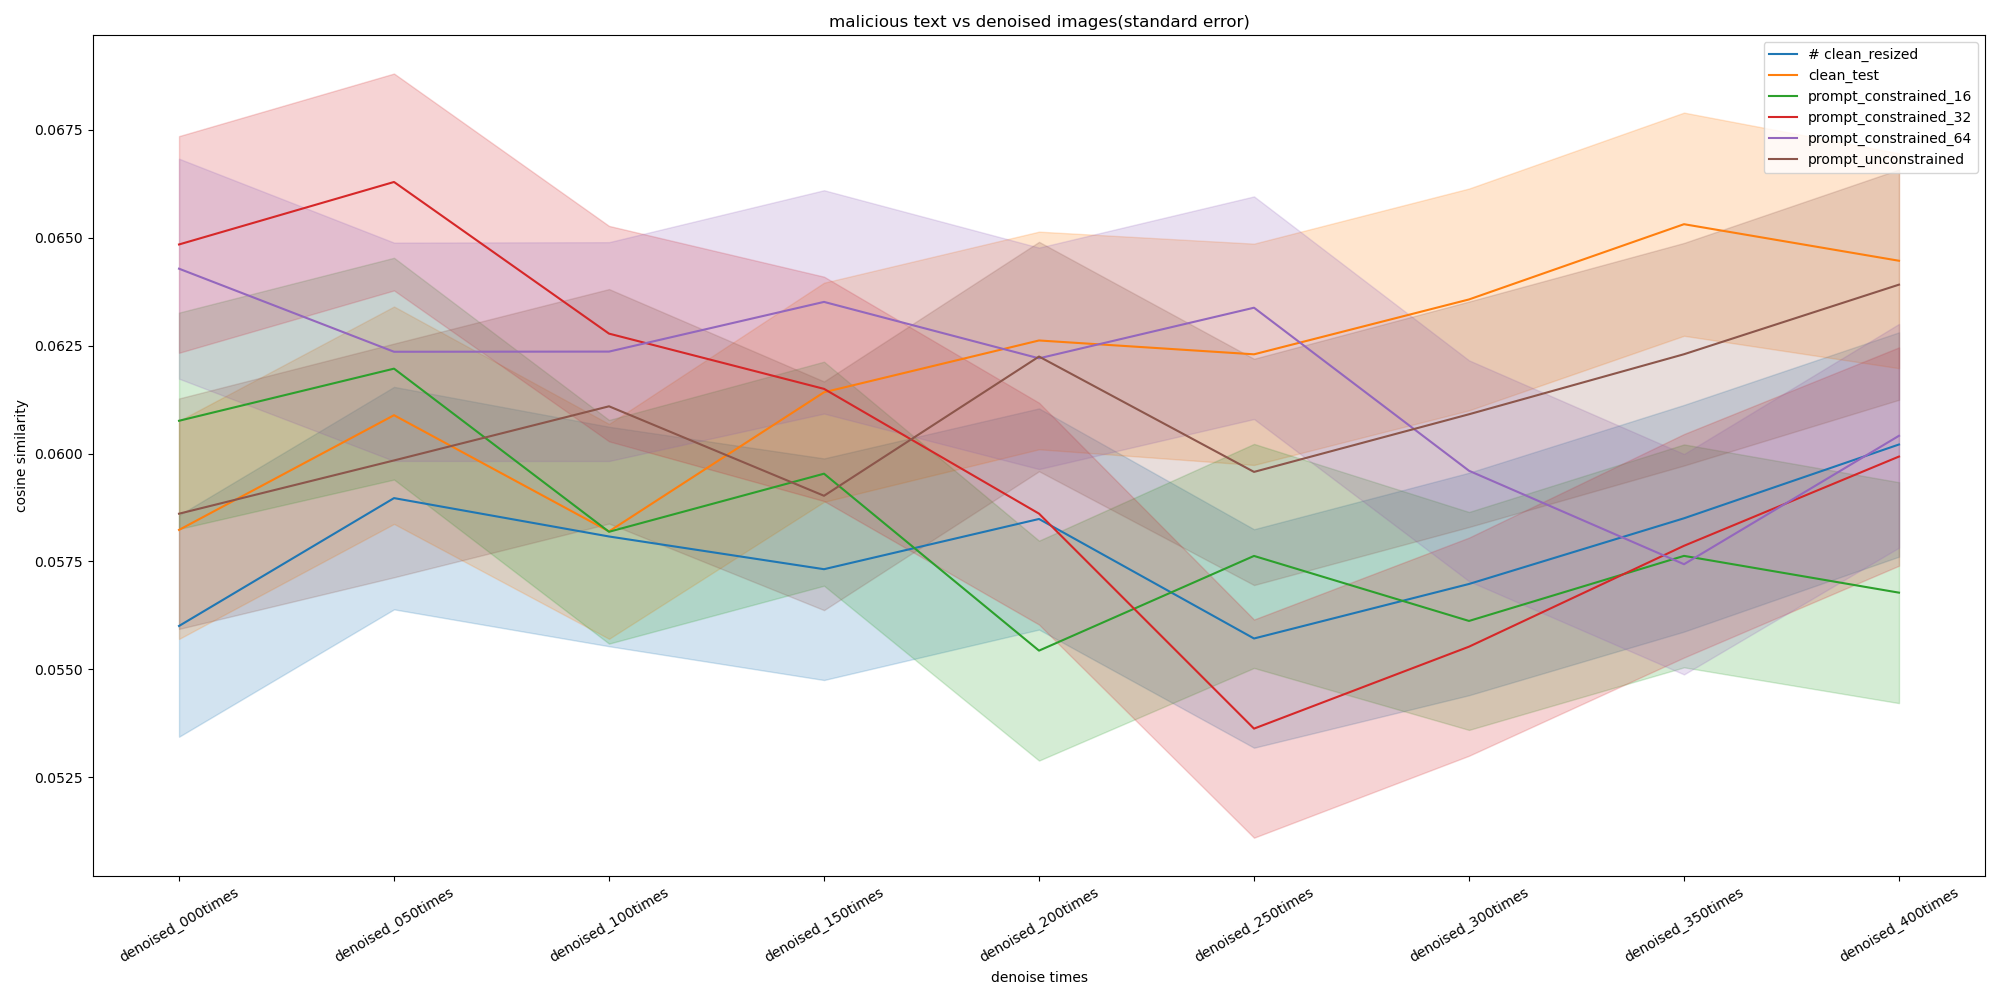 malicious text vs denoised images(standard error)
# clean_resized
clean_test
prompt_constrained_16
prompt_constrained_32
prompt_constrained_64
prompt_unconstrained
cosine similarity
0.0675
0.0650
0.0625
0.0600
0.0575
0.0550
0.0525
denoised_000times
denoised_050times
denoised_100times
denoised_150times
denoised_200times
denoised_250times
denoised_300times
denoised_350times
denoised_400times
denoise times